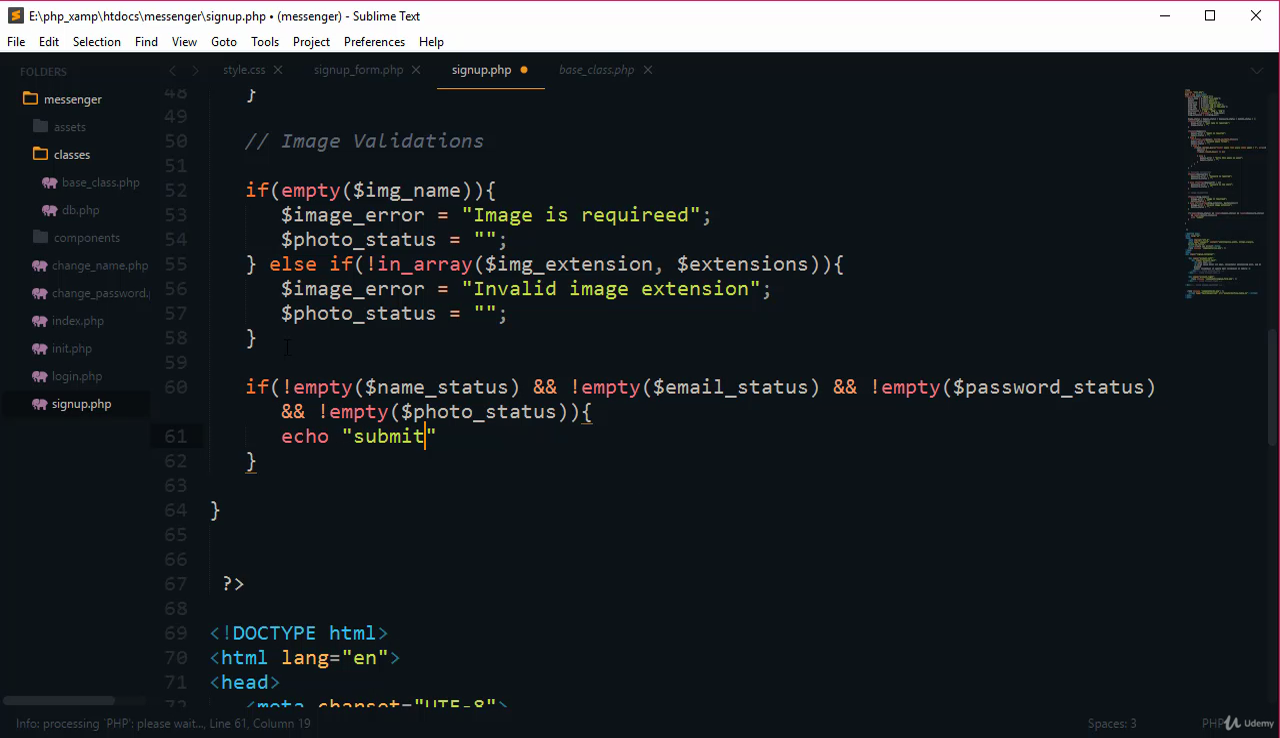 E:\php_xamp\htdocs\messenger\signup.php • (messenger) - Sublime Text
File Edit Selection Find View Goto Tools Project Preferences Help
FOLDERS
messenger
assets
classes
base_class.php
db.php
components
change_name.php
change_password.
index.php
init.php
login.php
signup.php
style.css signup_form.php signup.php base_class.php
48 }
49
50 // Image Validations
51
52 if(empty($img_name)){
53 $image_error = "Image is requireed";
54 $photo_status = "";
55 } else if(!in_array($img_extension, $extensions)){
56 $image_error = "Invalid image extension";
57 $photo_status = "";
58 }
59
60 if(!empty($name_status) && !empty($email_status) && !empty($password_status)
&& !empty($photo_status)){
61 echo "submit"
62 }
63
64 }
65
66
67 ?>
68
69 <!DOCTYPE html>
70 <html lang="en">
71 <head>
72 <meta charset="UTF-8">
Info: processing `PHP': please wait..., Line 61, Column 19
Spaces: 3
PHP
Udemy